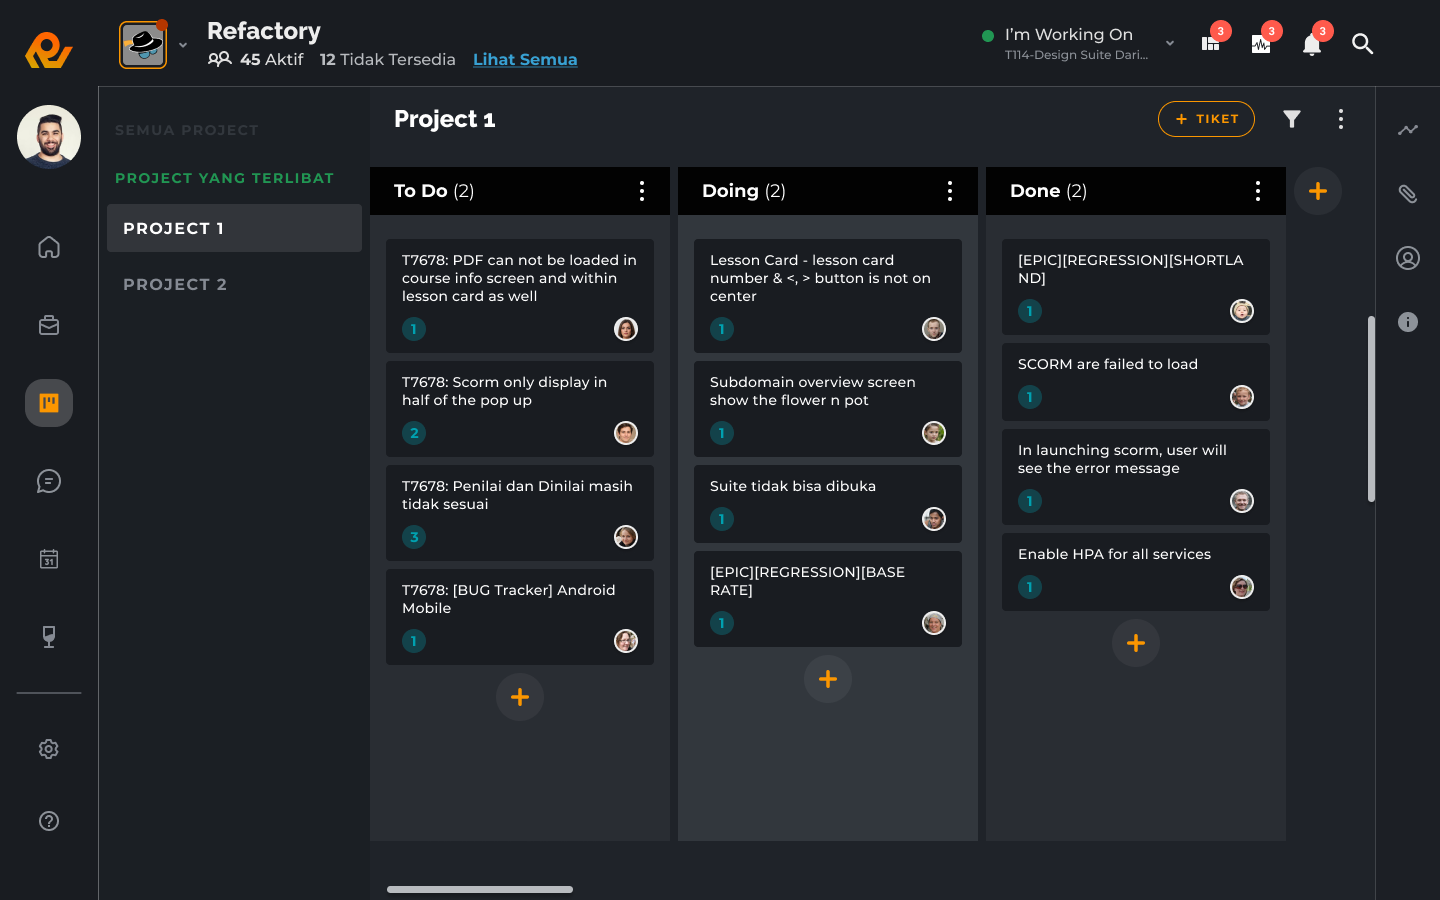 Refactory
45 Aktif 12 Tidak Tersedia Lihat Semua
I'm Working On
T114-Design Suite Dari...
3
3
3
SEMUA PROJECT
PROJECT YANG TERLIBAT
PROJECT 1
PROJECT 2
31
Project 1
+ TIKET
To Do (2)
T7678: PDF can not be loaded in
course info screen and within
lesson card as well
1
T7678: Scorm only display in
half of the pop up
2
T7678: Penilai dan Dinilai masih
tidak sesuai
3
T7678: [BUG Tracker] Android
Mobile
1
Doing (2)
Lesson Card - lesson card
number & <, > button is not on
center
1
Subdomain overview screen
show the flower n pot
1
Suite tidak bisa dibuka
1
[EPIC][REGRESSION][BASE
RATE]
1
Done (2)
[EPIC][REGRESSION][SHORTLA
ND]
1
SCORM are failed to load
1
In launching scorm, user will
see the error message
1
Enable HPA for all services
1